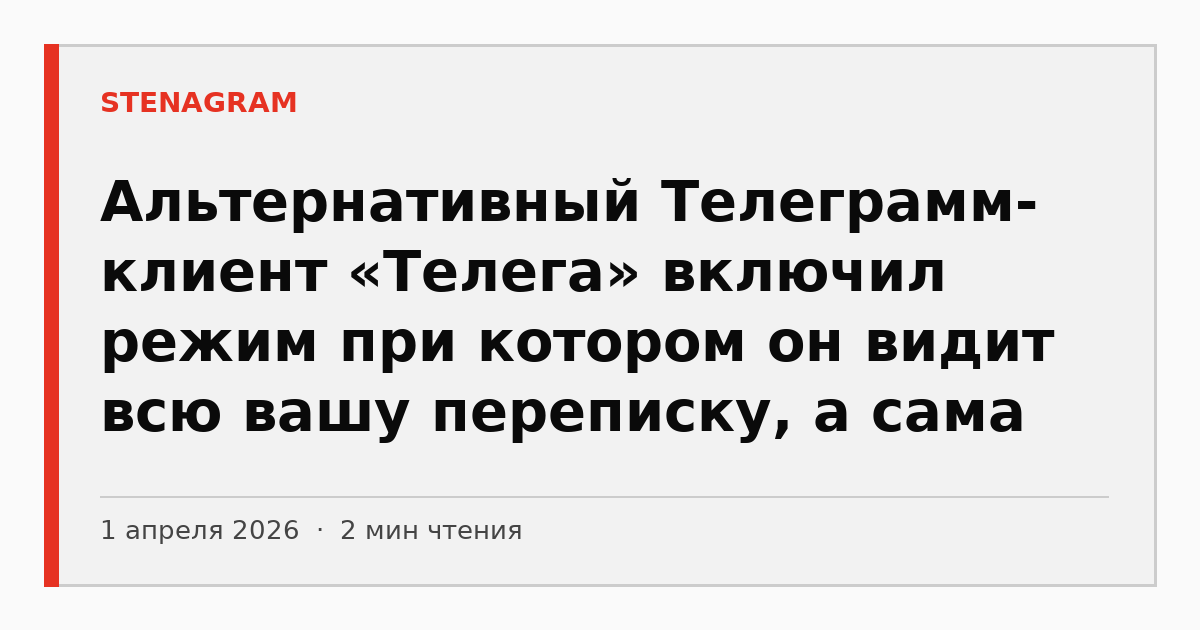 STENAGRAM
Альтернативный Телеграмм-
клиент «Телега» включил
режим при котором он видит
всю вашу переписку, а сама
1 апреля 2026 · 2 мин чтения